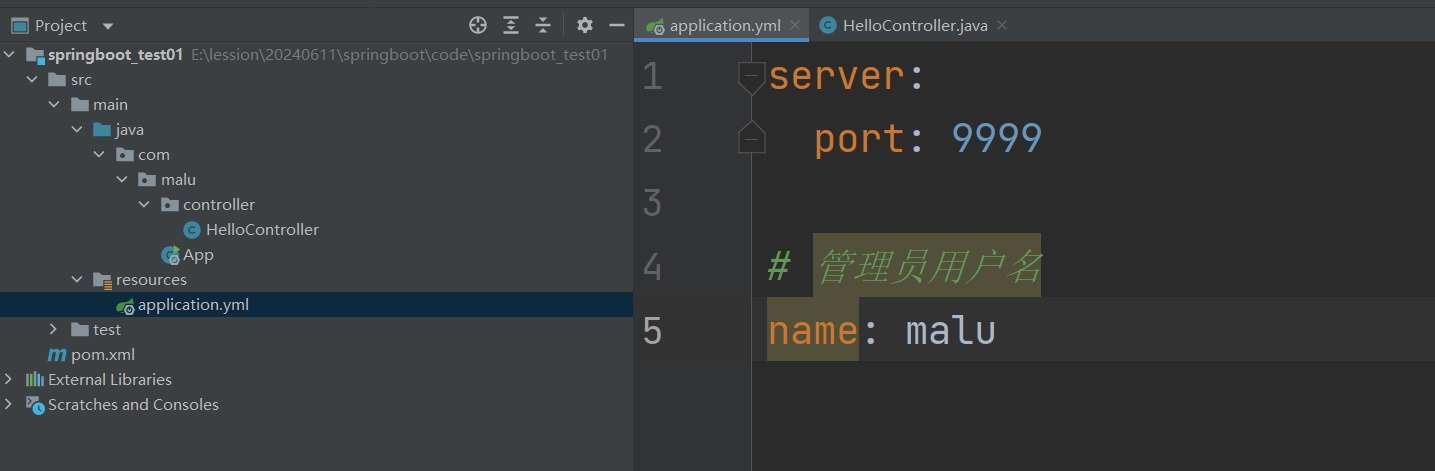 Project
springboot_test01 E:\lession\20240611\springboot\code\springboot_test01
src
main
java
com
malu
controller
HelloController
App
resources
application.yml
test
pom.xml
External Libraries
Scratches and Consoles
application.yml
HelloController.java
1 server:
2 port: 9999
3
4 # 管理员用户名
5 name: malu